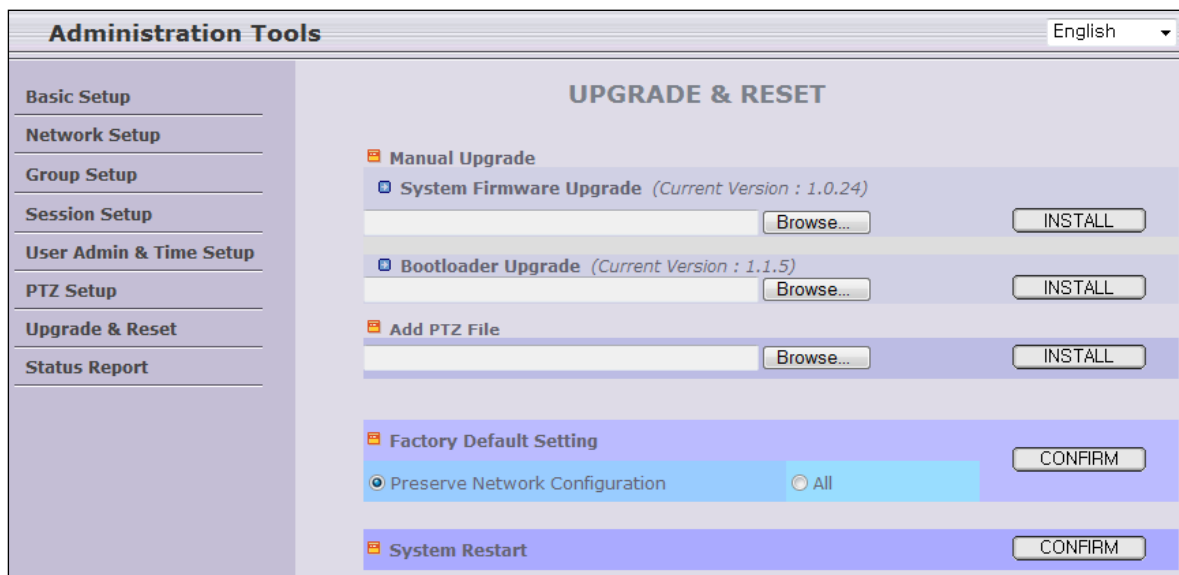 Administration Tools
English
Basic Setup
Network Setup
Group Setup
Session Setup
User Admin & Time Setup
PTZ Setup
Upgrade & Reset
Status Report
UPGRADE & RESET
Manual Upgrade
System Firmware Upgrade (Current Version : 1.0.24)
Browse... INSTALL
Bootloader Upgrade (Current Version : 1.1.5)
Browse... INSTALL
Add PTZ File
Browse... INSTALL
Factory Default Setting
CONFIRM
Preserve Network Configuration All
System Restart CONFIRM